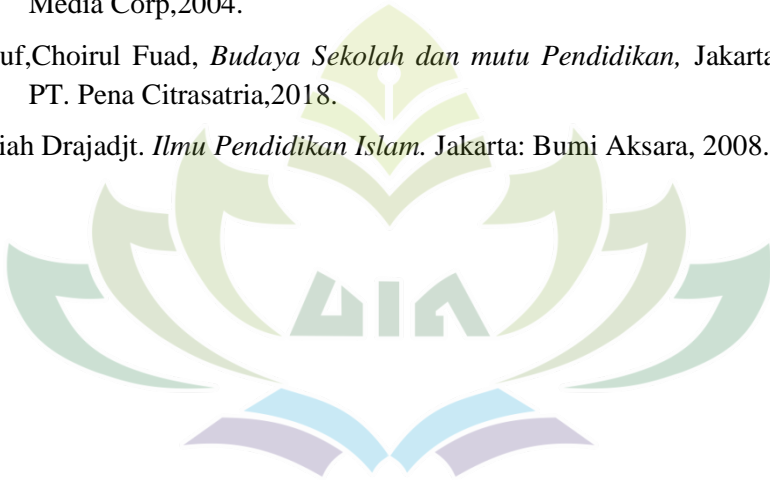 Media Corp,2004.
uf,Choirul Fuad, Budaya Sekolah dan mutu Pendidikan, Jakarta
PT. Pena Citrasatria,2018.
iah Drajadjt. Ilmu Pendidikan Islam. Jakarta: Bumi Aksara, 2008.
UIN